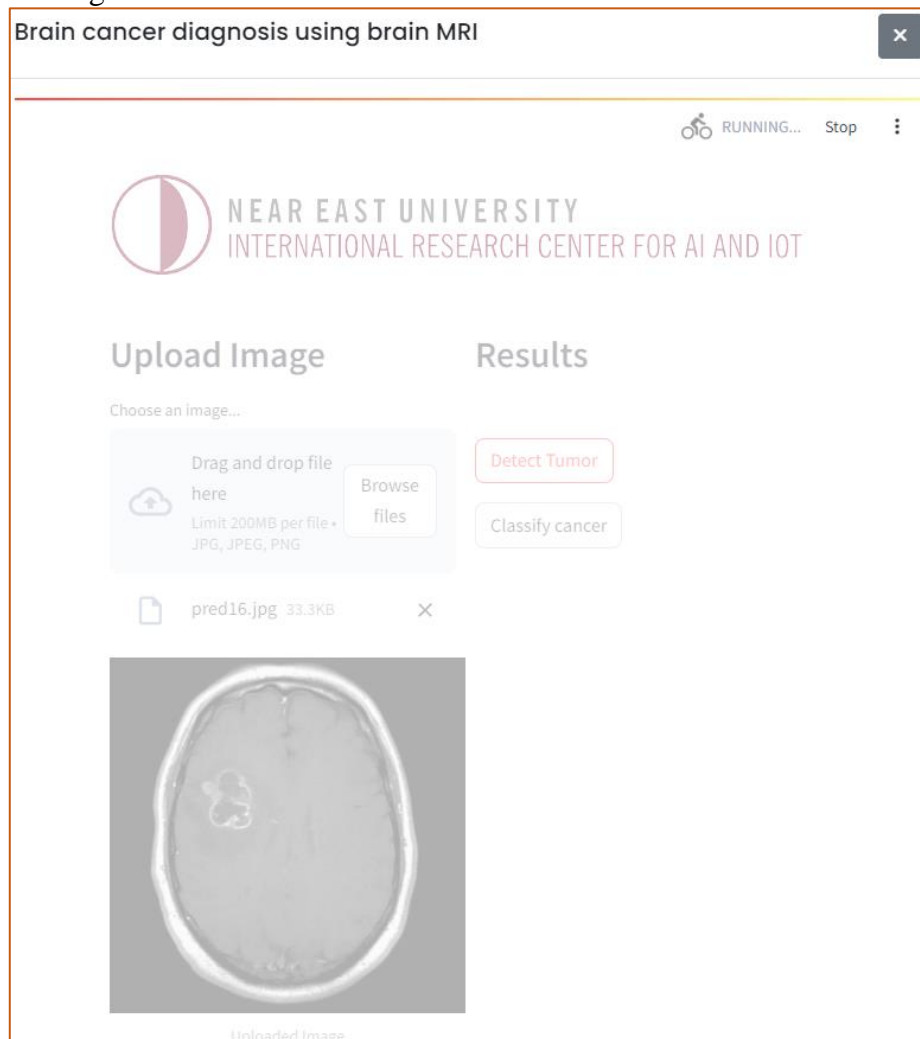 Brain cancer diagnosis using brain MRI
×
RUNNING... Stop
NEAR EAST UNIVERSITY
INTERNATIONAL RESEARCH CENTER FOR AI AND IOT
Upload Image
Results
Choose an image...
Drag and drop file
here
Limit 200MB per file •
JPG, JPEG, PNG
Browse
files
Detect Tumor
Classify cancer
pred16.jpg 33.3KB ×
Uploaded Image